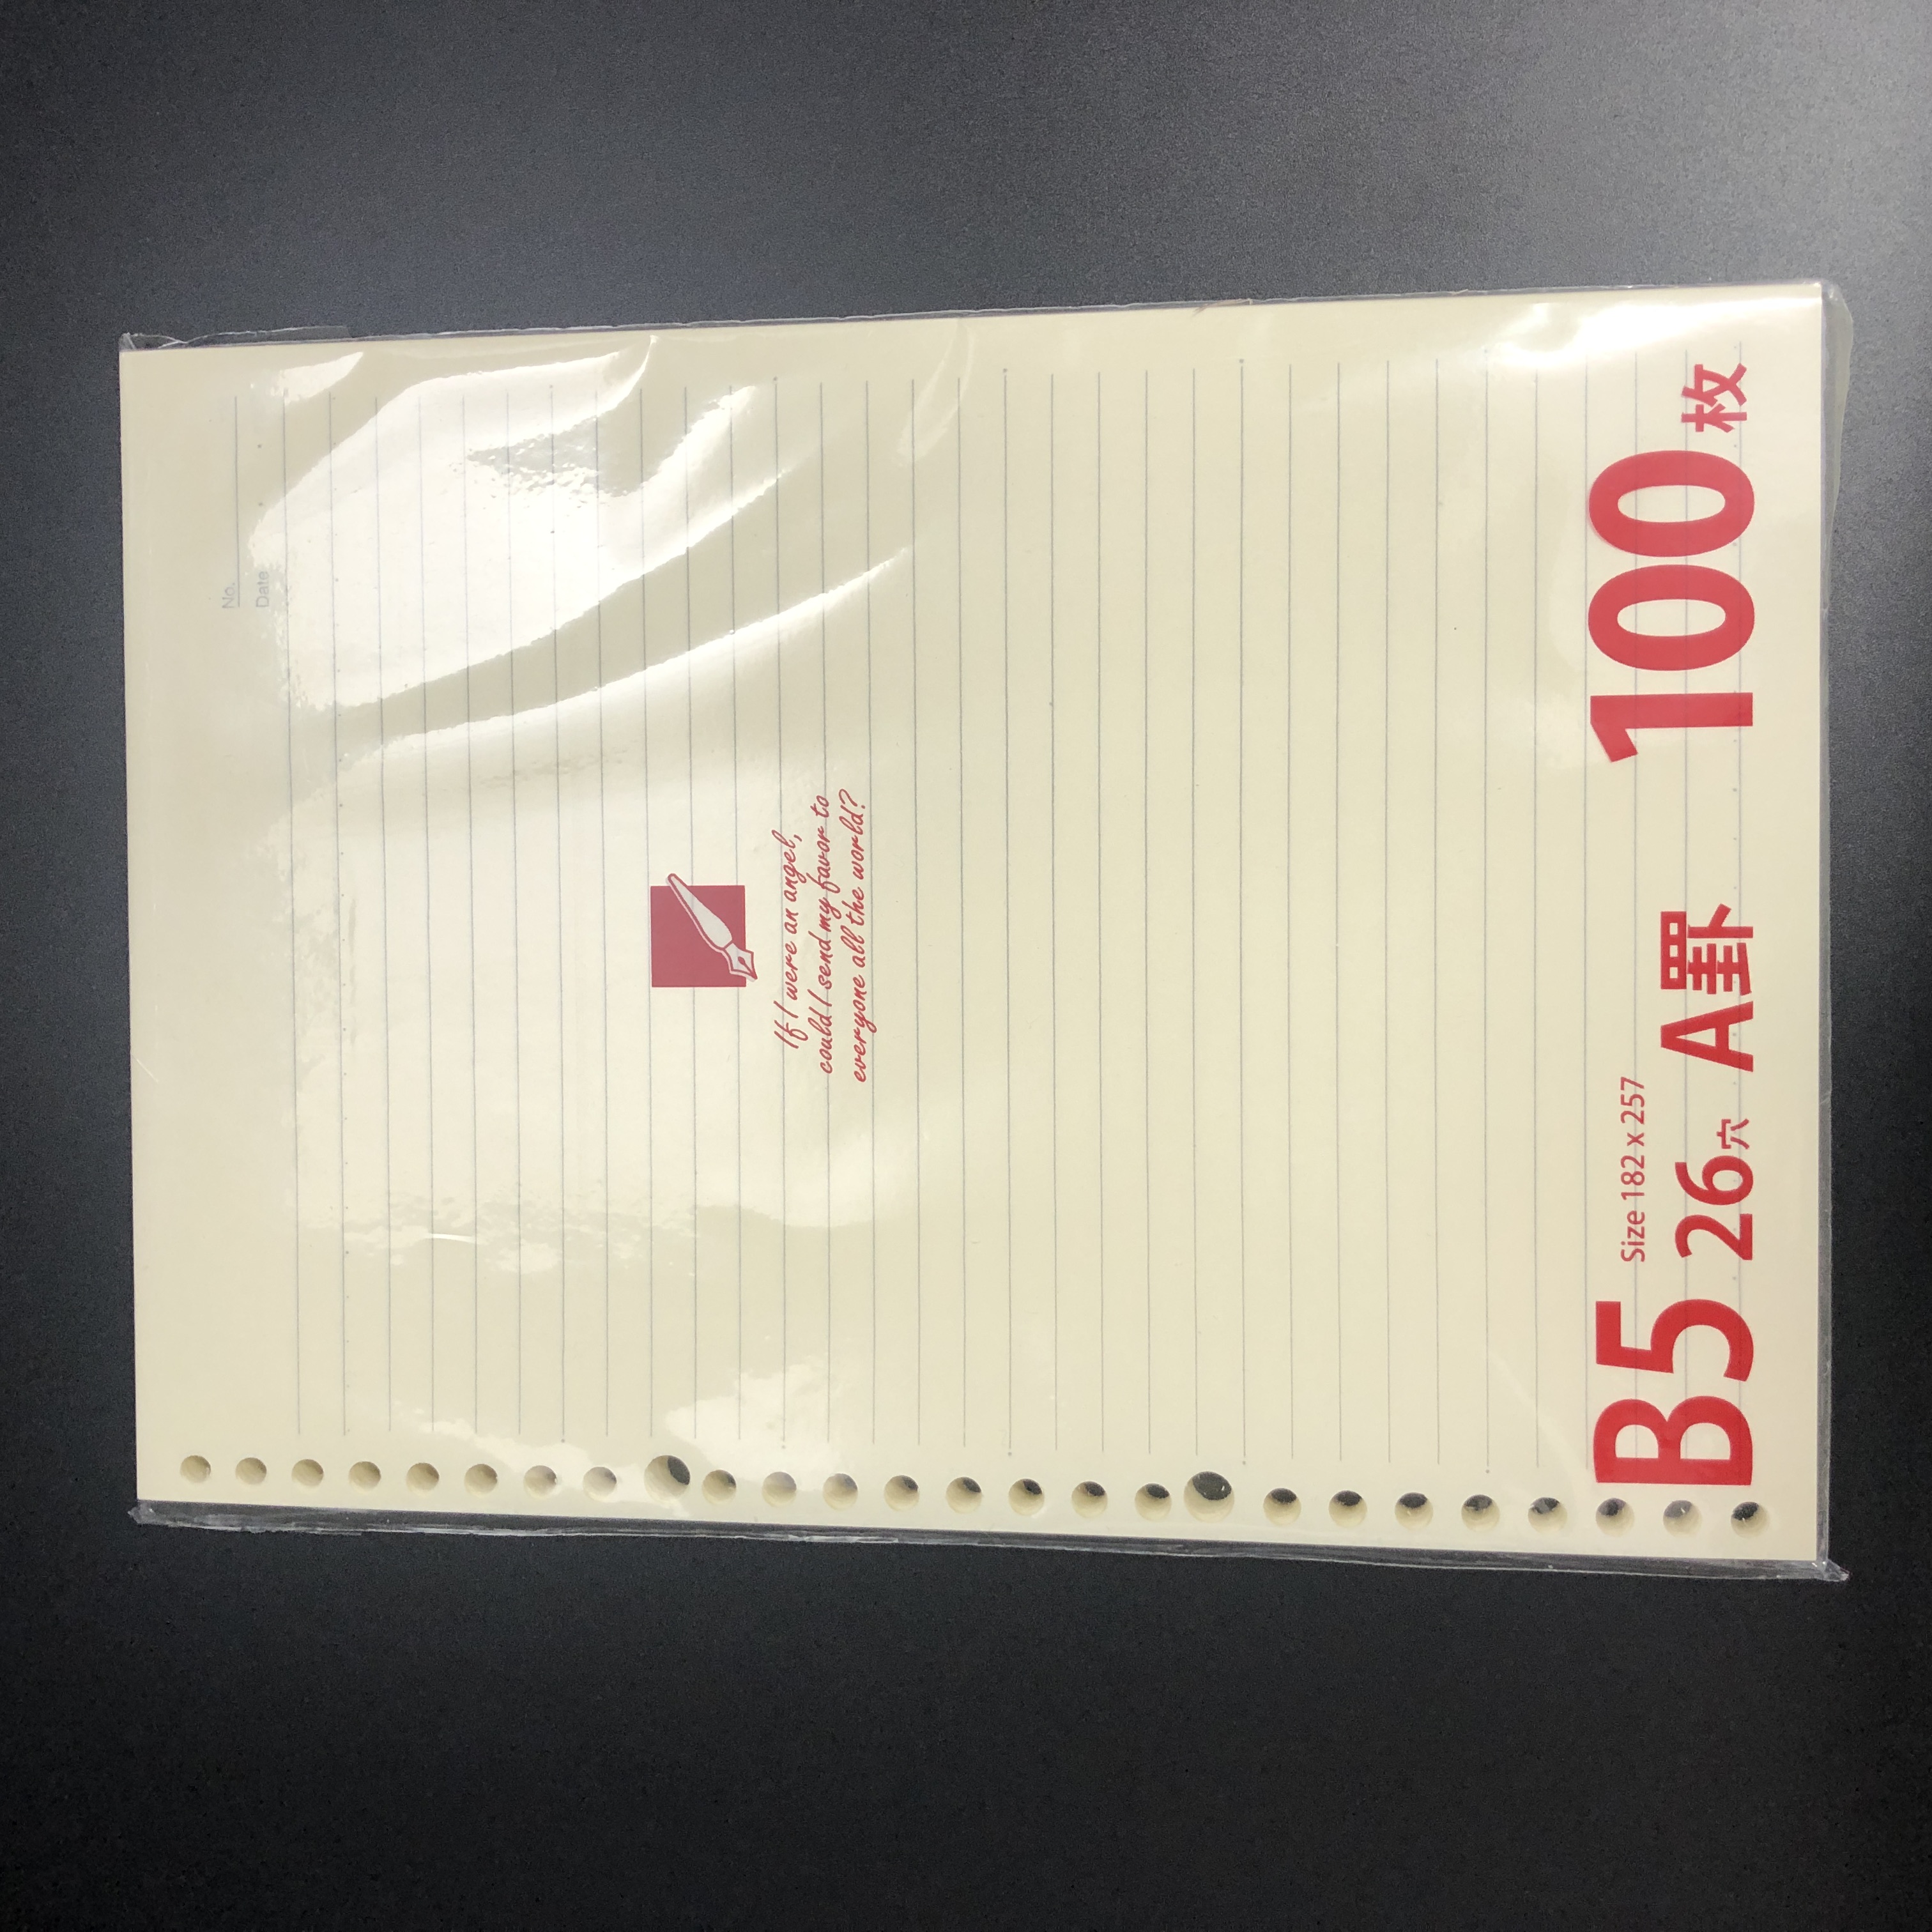 No.
Date
If I were an angel,
could I send my favor to
everyone all the world?
Size 182 x 257
B5 26穴 A罫 100枚